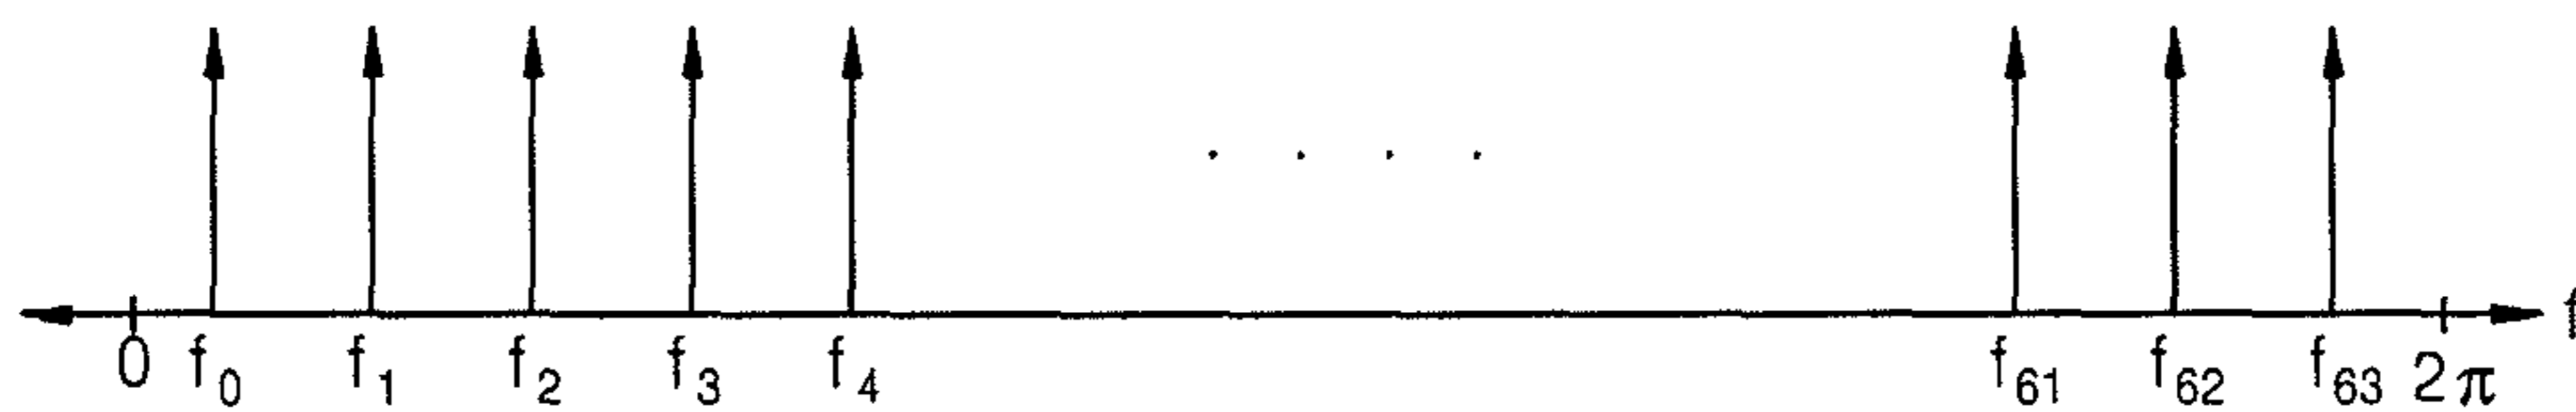 0 f₀ f₁ f₂ f₃ f₄ . . . . f₆₁ f₆₂ f₆₃ 2π f